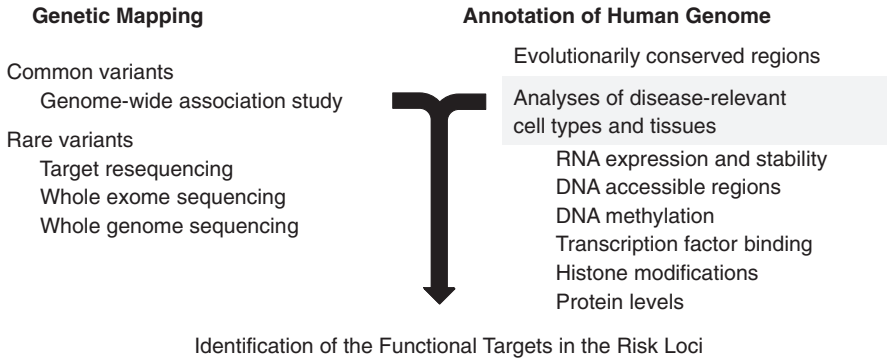 Genetic Mapping
Common variants
Genome-wide association study
Rare variants
Target resequencing
Whole exome sequencing
Whole genome sequencing
Annotation of Human Genome
Evolutionarily conserved regions
Analyses of disease-relevant
cell types and tissues
RNA expression and stability
DNA accessible regions
DNA methylation
Transcription factor binding
Histone modifications
Protein levels
Identification of the Functional Targets in the Risk Loci